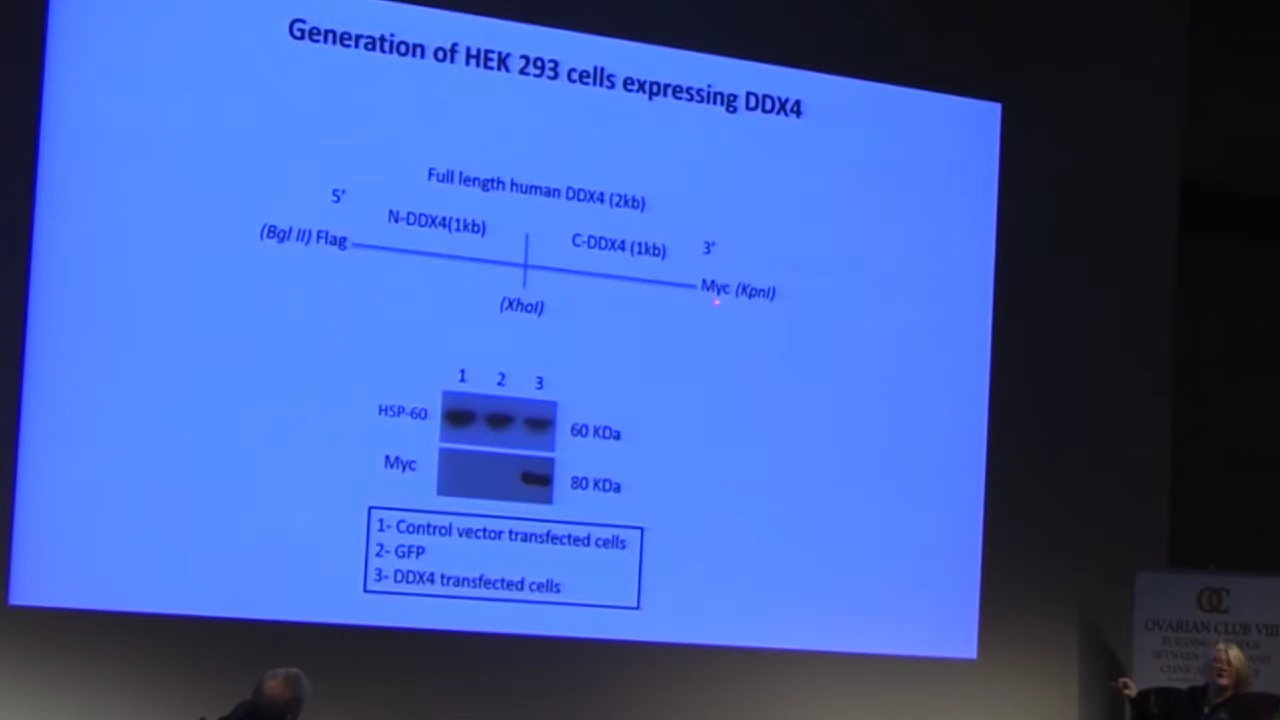 Generation of HEK 293 cells expressing DDX4
Full length human DDX4 (2kb)
5’
N-DDX4(1kb)
C-DDX4 (1kb)
3’
(Bgl II) Flag
Myc (KpnI)
(XhoI)
1 2 3
HSP-60
60 KDa
Myc
80 KDa
1- Control vector transfected cells
2- GFP
3- DDX4 transfected cells
OVARIAN CLUB VIII
BUILDING
BETWEEN